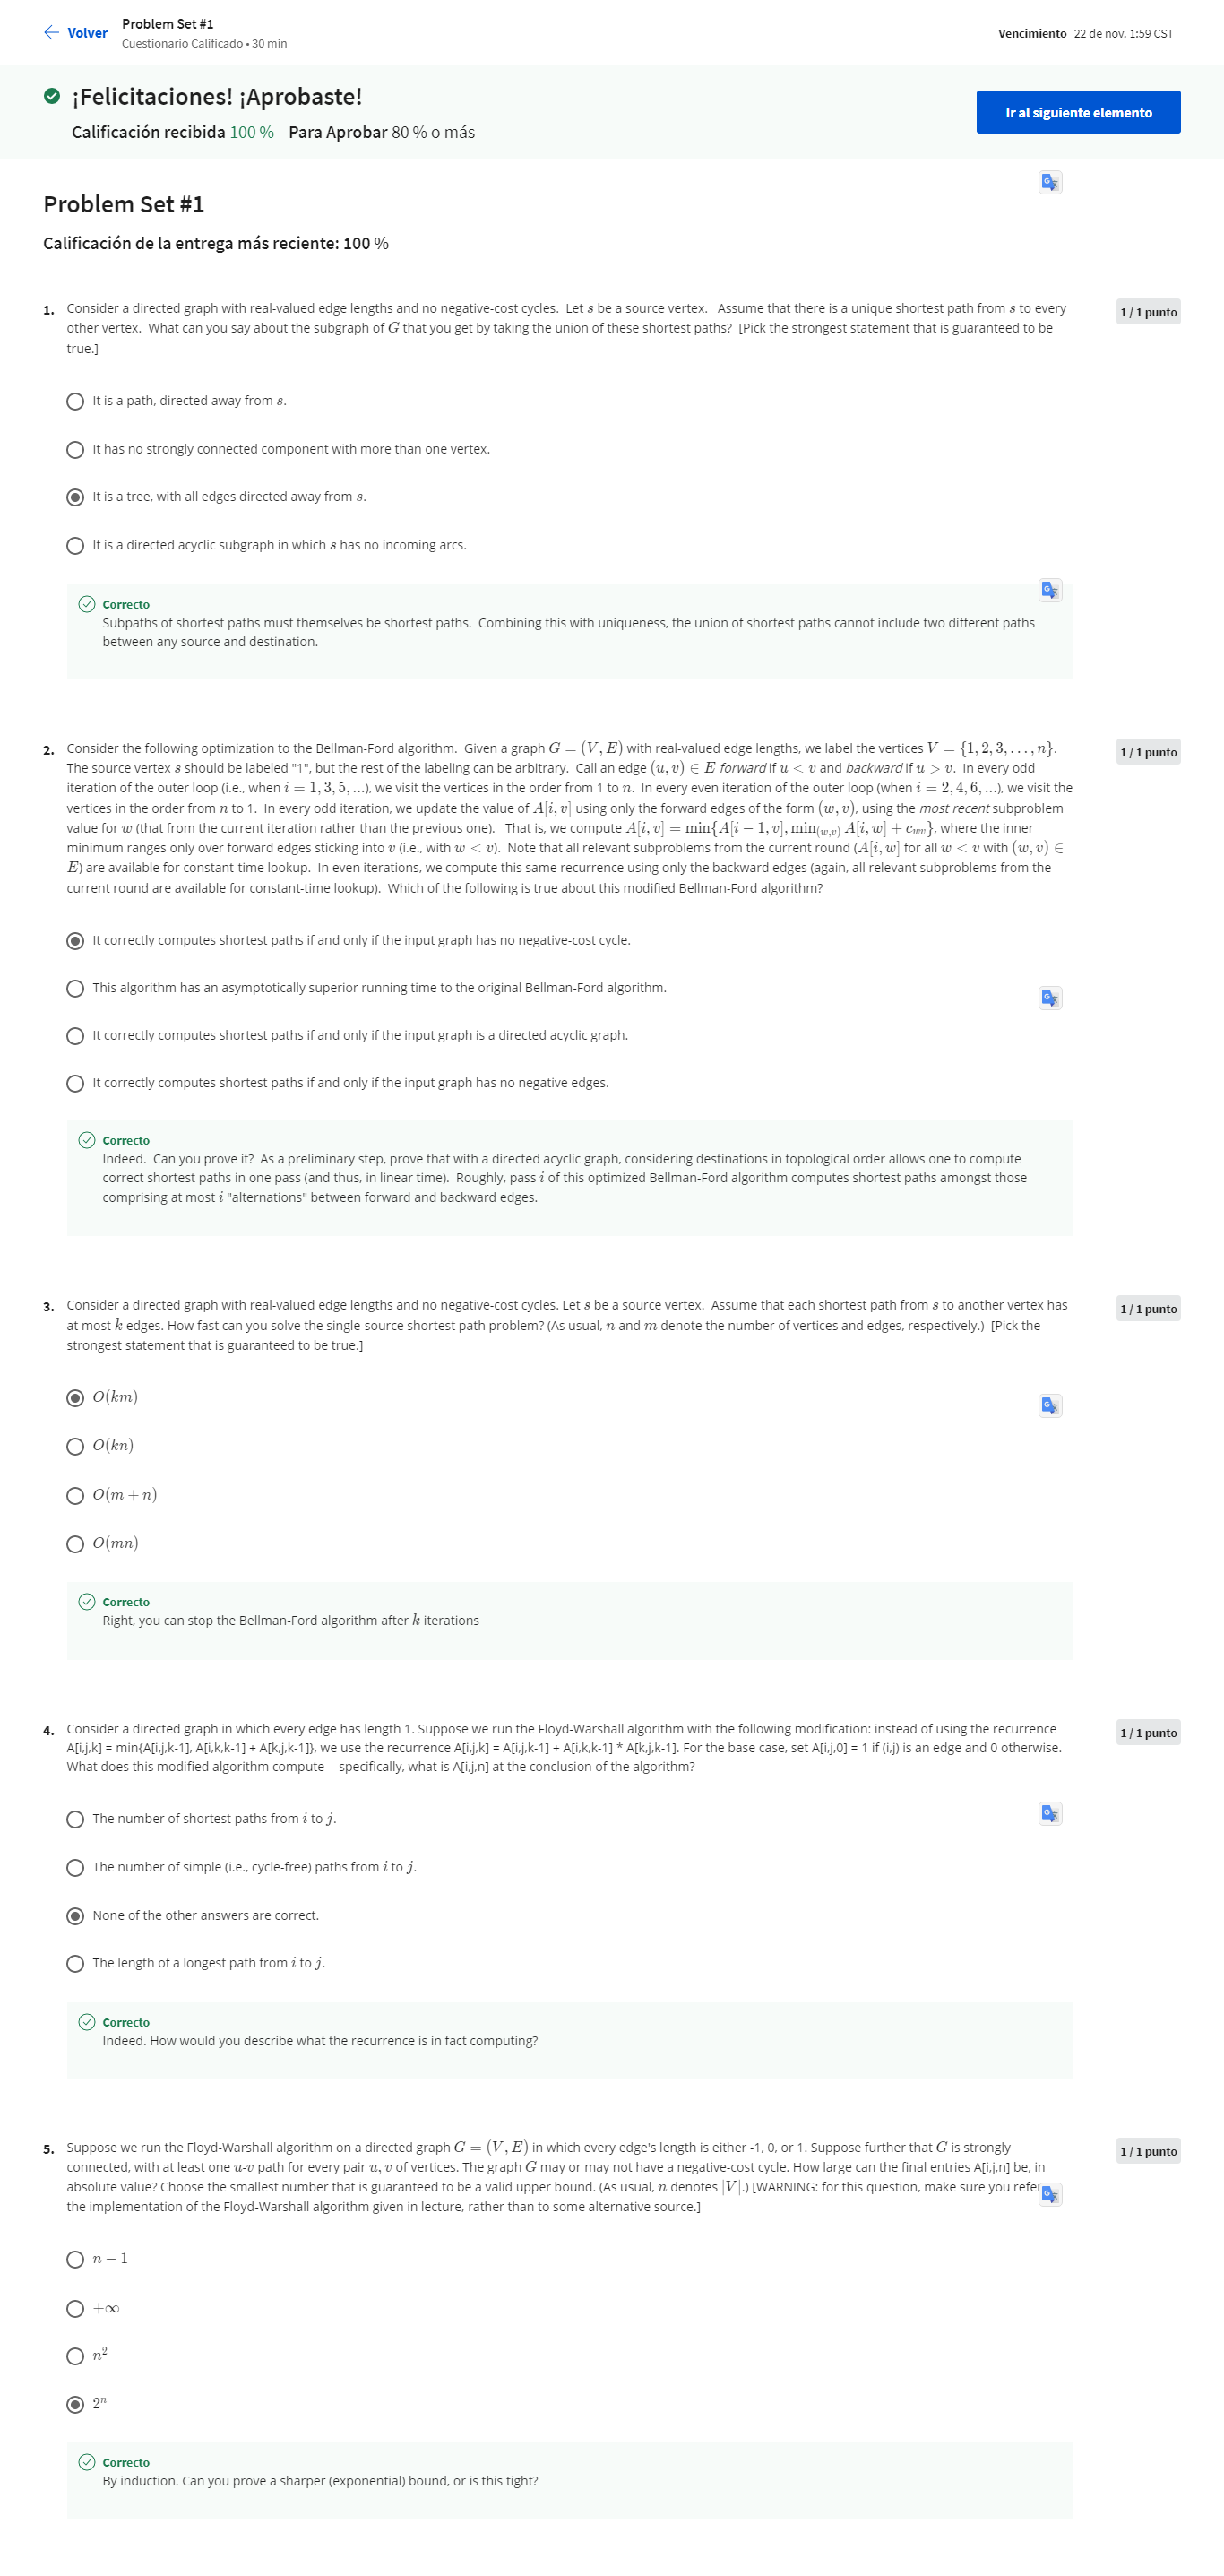 Volver
Problem Set #1
Cuestionario Calificado • 30 min
Vencimiento 22 de nov. 1:59 CST
¡Felicitaciones! ¡Aprobaste!
Calificación recibida 100 % Para Aprobar 80 % o más
Ir al siguiente elemento
Problem Set #1
Calificación de la entrega más reciente: 100 %
1. Consider a directed graph with real-valued edge lengths and no negative-cost cycles. Let s be a source vertex. Assume that there is a unique shortest path from s to every
other vertex. What can you say about the subgraph of G that you get by taking the union of these shortest paths? [Pick the strongest statement that is guaranteed to be
true.]
1 / 1 punto
It is a path, directed away from s.
It has no strongly connected component with more than one vertex.
It is a tree, with all edges directed away from s.
It is a directed acyclic subgraph in which s has no incoming arcs.
Correcto
Subpaths of shortest paths must themselves be shortest paths. Combining this with uniqueness, the union of shortest paths cannot include two different paths
between any source and destination.
2. Consider the following optimization to the Bellman-Ford algorithm. Given a graph G = (V, E) with real-valued edge lengths, we label the vertices V = {1, 2, 3, . . . , n}.
The source vertex s should be labeled "1", but the rest of the labeling can be arbitrary. Call an edge (u, v) ∈ E forward if u < v and backward if u > v. In every odd
iteration of the outer loop (i.e., when i = 1, 3, 5, ...), we visit the vertices in the order from 1 to n. In every even iteration of the outer loop (when i = 2, 4, 6, ...), we visit the
vertices in the order from n to 1. In every odd iteration, we update the value of A[i, v] using only the forward edges of the form (w, v), using the most recent subproblem
value for w (that from the current iteration rather than the previous one). That is, we compute A[i, v] = min{A[i − 1, v], min(w,v) A[i, w] + cwv}, where the inner
minimum ranges only over forward edges sticking into v (i.e., with w < v). Note that all relevant subproblems from the current round (A[i, w] for all w < v with (w, v) ∈
E) are available for constant-time lookup. In even iterations, we compute this same recurrence using only the backward edges (again, all relevant subproblems from the
current round are available for constant-time lookup). Which of the following is true about this modified Bellman-Ford algorithm?
1 / 1 punto
It correctly computes shortest paths if and only if the input graph has no negative-cost cycle.
This algorithm has an asymptotically superior running time to the original Bellman-Ford algorithm.
It correctly computes shortest paths if and only if the input graph is a directed acyclic graph.
It correctly computes shortest paths if and only if the input graph has no negative edges.
Correcto
Indeed. Can you prove it? As a preliminary step, prove that with a directed acyclic graph, considering destinations in topological order allows one to compute
correct shortest paths in one pass (and thus, in linear time). Roughly, pass i of this optimized Bellman-Ford algorithm computes shortest paths amongst those
comprising at most i "alternations" between forward and backward edges.
3. Consider a directed graph with real-valued edge lengths and no negative-cost cycles. Let s be a source vertex. Assume that each shortest path from s to another vertex has
at most k edges. How fast can you solve the single-source shortest path problem? (As usual, n and m denote the number of vertices and edges, respectively.) [Pick the
strongest statement that is guaranteed to be true.]
1 / 1 punto
O(km)
O(kn)
O(m + n)
O(mn)
Correcto
Right, you can stop the Bellman-Ford algorithm after k iterations
4. Consider a directed graph in which every edge has length 1. Suppose we run the Floyd-Warshall algorithm with the following modification: instead of using the recurrence
A[i,j,k] = min{A[i,j,k-1], A[i,k,k-1] + A[k,j,k-1]}, we use the recurrence A[i,j,k] = A[i,j,k-1] + A[i,k,k-1] * A[k,j,k-1]. For the base case, set A[i,j,0] = 1 if (i,j) is an edge and 0 otherwise.
What does this modified algorithm compute -- specifically, what is A[i,j,n] at the conclusion of the algorithm?
1 / 1 punto
The number of shortest paths from i to j.
The number of simple (i.e., cycle-free) paths from i to j.
None of the other answers are correct.
The length of a longest path from i to j.
Correcto
Indeed. How would you describe what the recurrence is in fact computing?
5. Suppose we run the Floyd-Warshall algorithm on a directed graph G = (V, E) in which every edge's length is either -1, 0, or 1. Suppose further that G is strongly
connected, with at least one u-v path for every pair u, v of vertices. The graph G may or may not have a negative-cost cycle. How large can the final entries A[i,j,n] be, in
absolute value? Choose the smallest number that is guaranteed to be a valid upper bound. (As usual, n denotes |V|.) [WARNING: for this question, make sure you refe
the implementation of the Floyd-Warshall algorithm given in lecture, rather than to some alternative source.]
1 / 1 punto
n − 1
+∞
n²
2ⁿ
Correcto
By induction. Can you prove a sharper (exponential) bound, or is this tight?